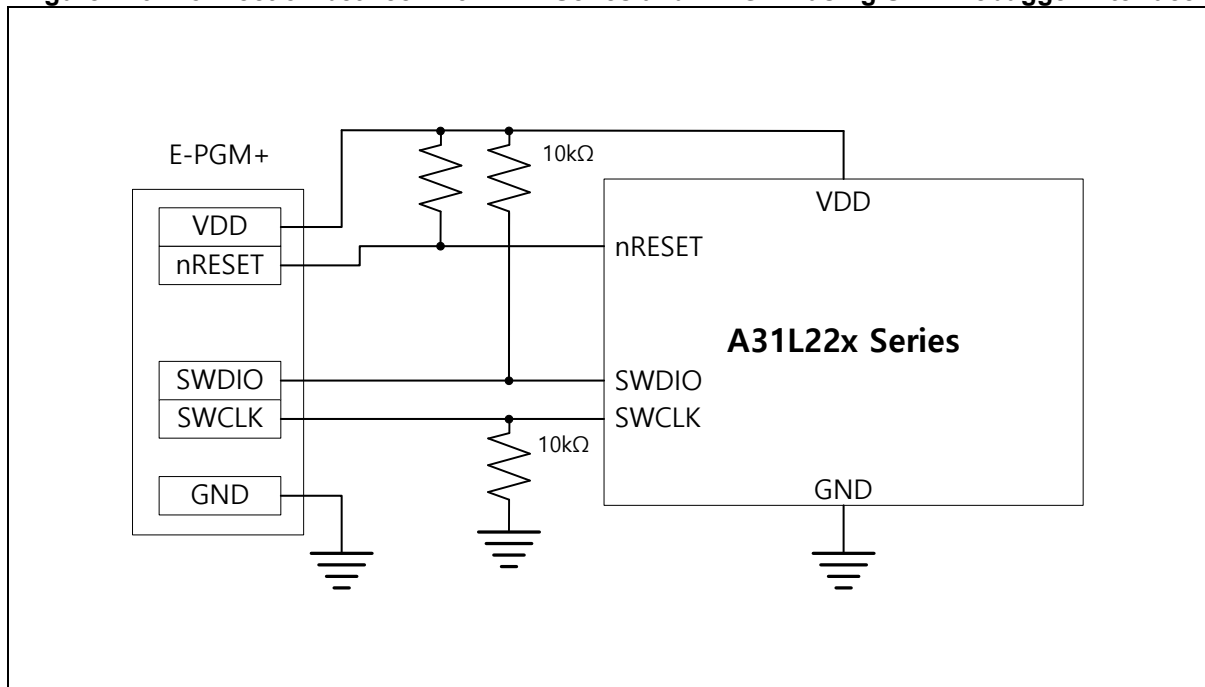 E-PGM+
VDD
nRESET
SWDIO
SWCLK
GND
10kΩ
10kΩ
VDD
nRESET
A31L22x Series
SWDIO
SWCLK
GND